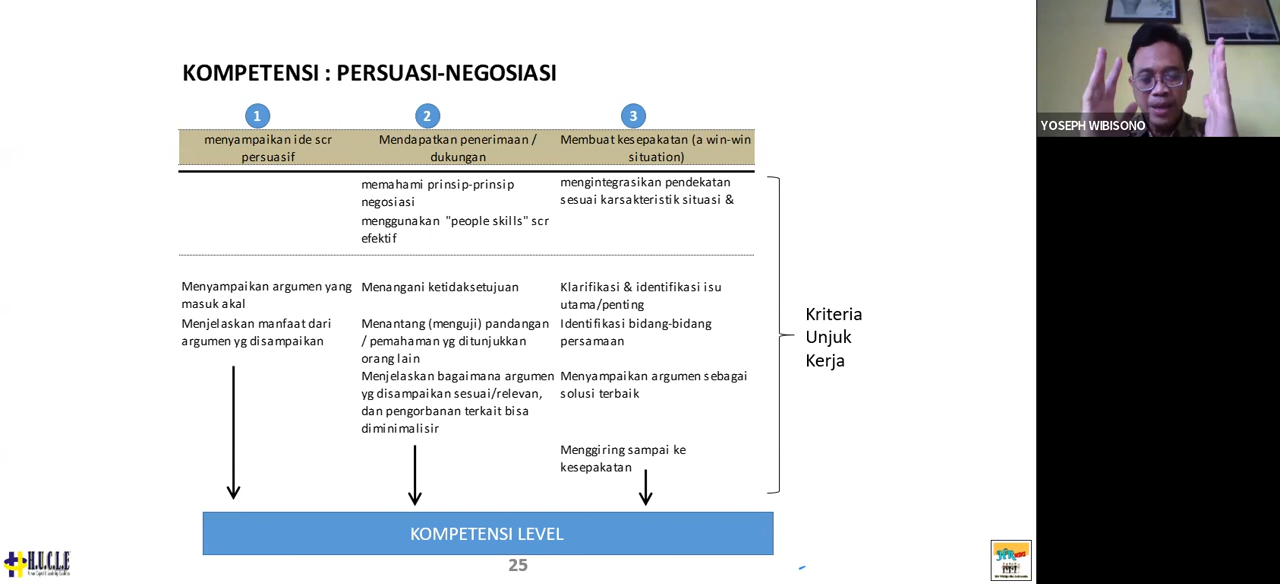 KOMPETENSI : PERSUASI-NEGOSIASI
1
menyampaikan ide scr
persuasif
2
Mendapatkan penerimaan /
dukungan
3
Membuat kesepakatan (a win-win
situation)
memahami prinsip-prinsip
negosiasi
menggunakan "people skills" scr
efektif
mengintegrasikan pendekatan
sesuai karsakteristik situasi &
Menyampaikan argumen yang
masuk akal
Menjelaskan manfaat dari
argumen yg disampaikan
Menangani ketidaksetujuan
Menantang (menguji) pandangan
/ pemahaman yg ditunjukkan
orang lain
Menjelaskan bagaimana argumen
yg disampaikan sesuai/relevan,
dan pengorbanan terkait bisa
diminimalisir
Klarifikasi & identifikasi isu
utama/penting
Identifikasi bidang-bidang
persamaan
Menyampaikan argumen sebagai
solusi terbaik
Menggiring sampai ke
kesepakatan
Kriteria
Unjuk
Kerja
KOMPETENSI LEVEL
25
H.U.C.L.E
YOSEPH WIBISONO